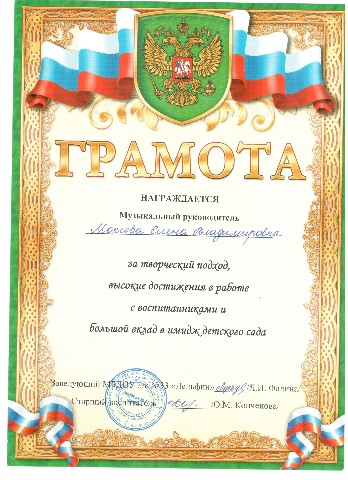 ГРАМОТА
НАГРАЖДАЕТСЯ
Музыкальный руководитель
Елена Владимировна
за творческий подход,
высокие достижения в работе
с воспитанниками и
большой вклад в имидж детского сада
Заведующий МБДОУ «Дельфин» /Л.И.
Старший /О.М. Копченова/